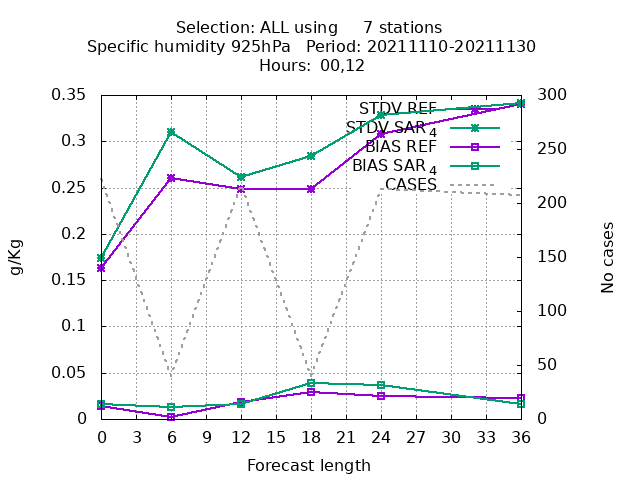 Selection: ALL using     7 stations
Specific humidity 925hPa   Period: 20211110-20211130
Hours:  00,12
0.35
0.3
0.25
0.2
0.15
0.1
0.05
0
300
250
200
150
100
50
0
g/Kg
No cases
STDV REF
STDV SAR4
BIAS REF
BIAS SAR4
CASES
0 3 6 9 12 15 18 21 24 27 30 33 36
Forecast length